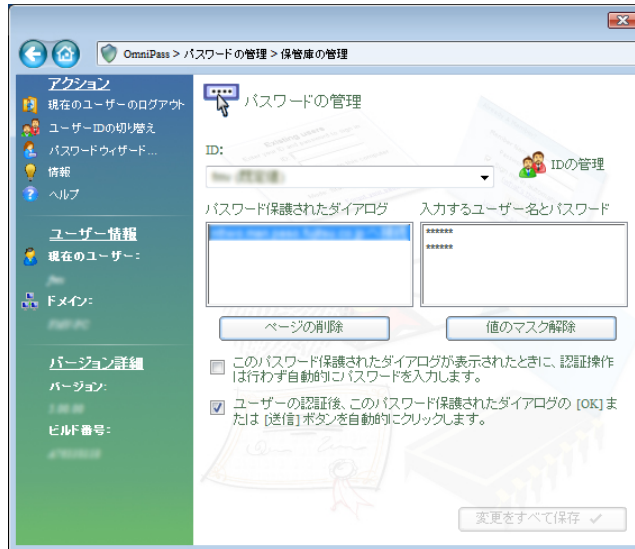 OmniPass > パスワードの管理 > 保管庫の管理
アクション
現在のユーザーのログアウト
ユーザーIDの切り替え
パスワードウィザード...
情報
ヘルプ
ユーザー情報
現在のユーザー:
ドメイン:
バージョン詳細
バージョン:
ビルド番号:
パスワードの管理
ID:
IDの管理
パスワード保護されたダイアログ
入力するユーザー名とパスワード
******
******
ページの削除
値のマスク解除
このパスワード保護されたダイアログが表示されたときに、認証操作
は行わず自動的にパスワードを入力します。
ユーザーの認証後、このパスワード保護されたダイアログの [OK] ま
たは [送信] ボタンを自動的にクリックします。
変更をすべて保存